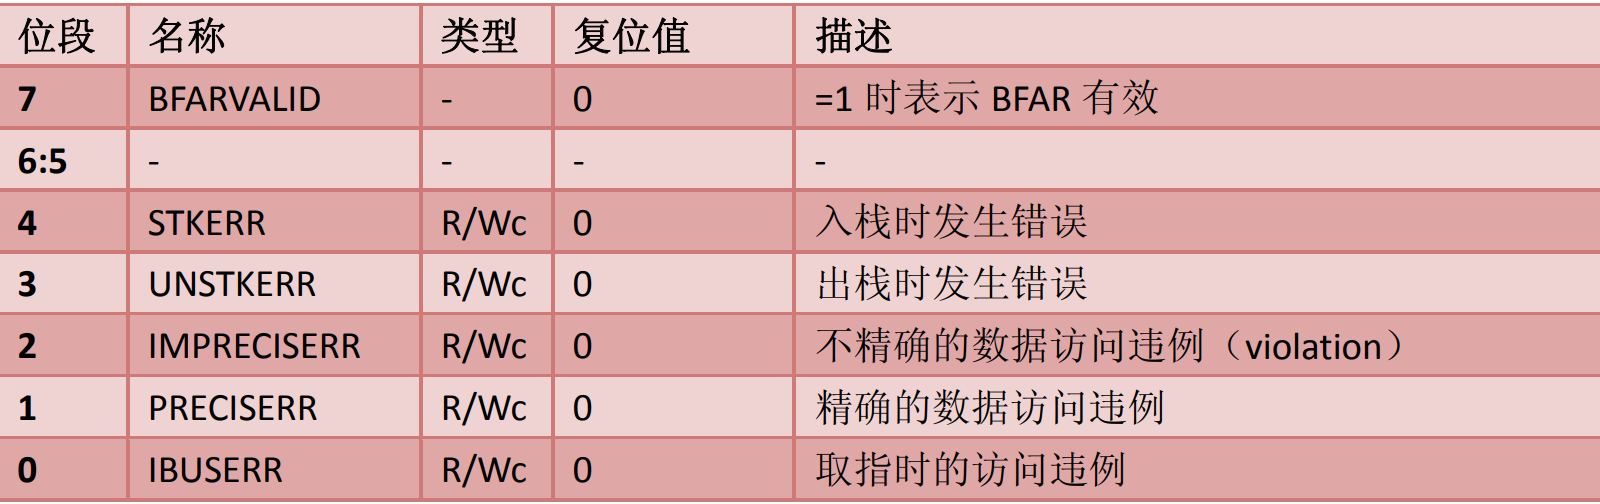 位段 名称 类型 复位值 描述
7 BFARVALID - 0 =1 时表示 BFAR 有效
6:5 - - - -
4 STKERR R/Wc 0 入栈时发生错误
3 UNSTKERR R/Wc 0 出栈时发生错误
2 IMPRECISERR R/Wc 0 不精确的数据访问违例（violation）
1 PRECISERR R/Wc 0 精确的数据访问违例
0 IBUSERR R/Wc 0 取指时的访问违例